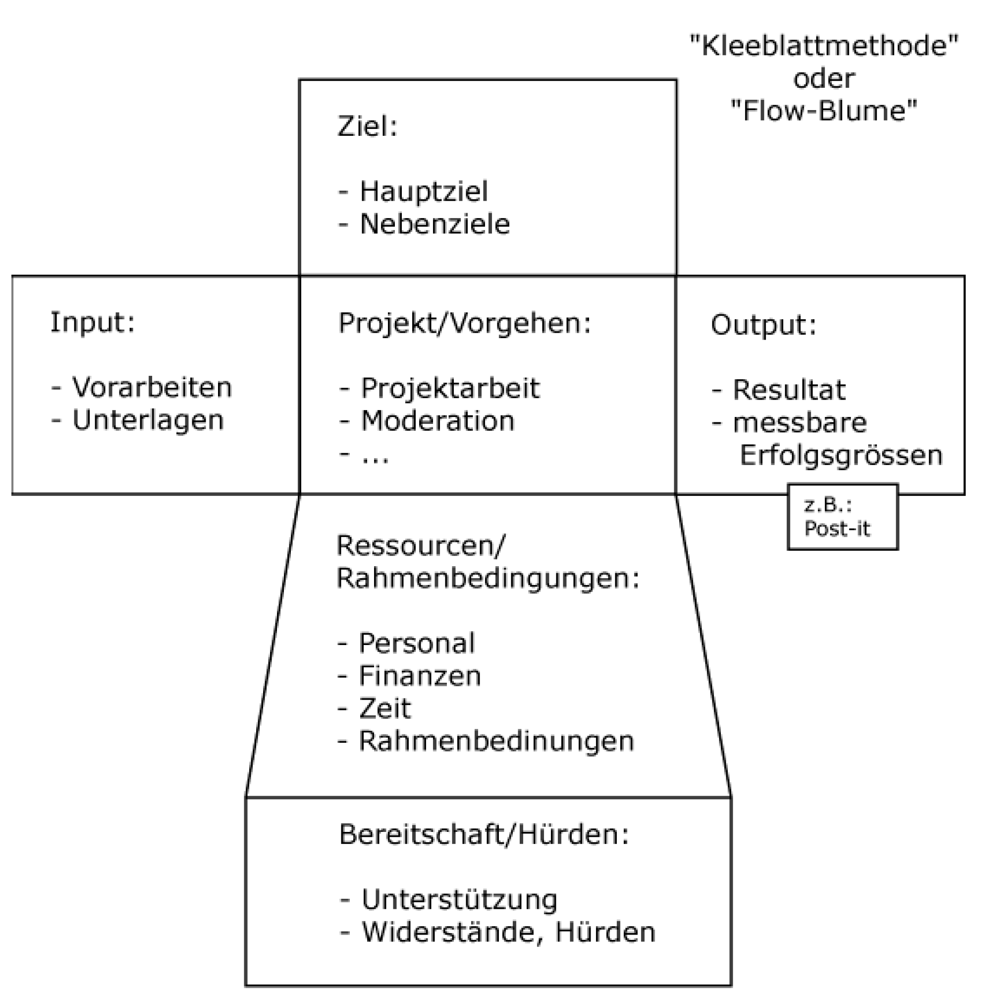 "Kleeblattmethode"
oder
"Flow-Blume"
Ziel:
- Hauptziel
- Nebenziele
Input:
- Vorarbeiten
- Unterlagen
Projekt/Vorgehen:
- Projektarbeit
- Moderation
- ...
Output:
- Resultat
- messbare
Erfolgsgrössen
z.B.:
Post-it
Ressourcen/
Rahmenbedingungen:
- Personal
- Finanzen
- Zeit
- Rahmenbedinungen
Bereitschaft/Hürden:
- Unterstützung
- Widerstände, Hürden